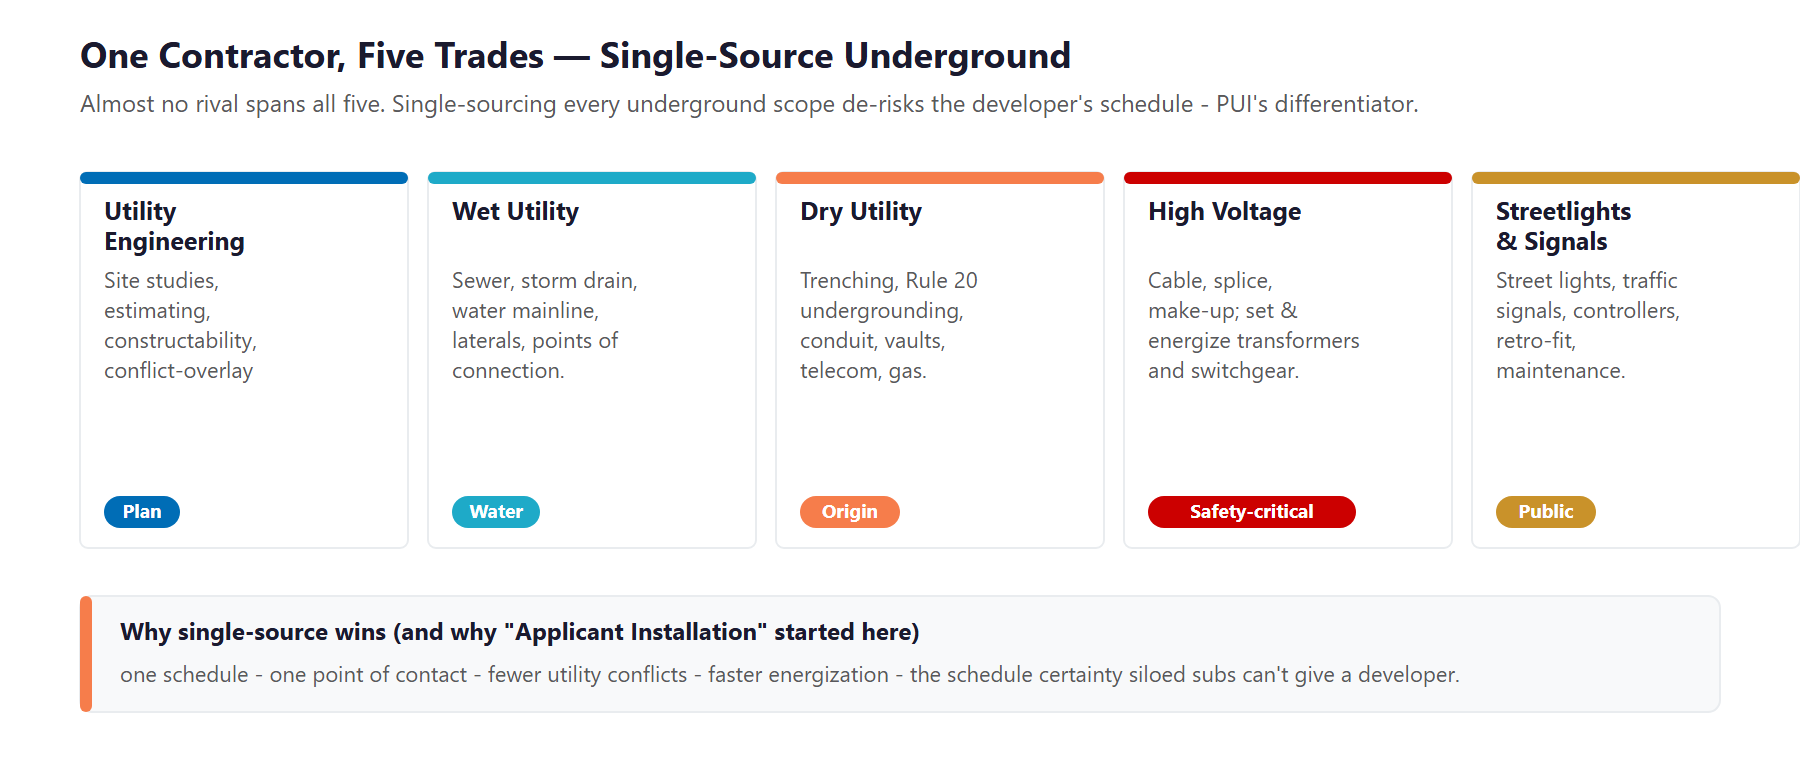 One Contractor, Five Trades — Single-Source Underground
Almost no rival spans all five. Single-sourcing every underground scope de-risks the developer's schedule - PUI's differentiator.
Utility
Engineering
Site studies,
estimating,
constructability,
conflict-overlay
Plan
Wet Utility
Sewer, storm drain,
water mainline,
laterals, points of
connection.
Water
Dry Utility
Trenching, Rule 20
undergrounding,
conduit, vaults,
telecom, gas.
Origin
High Voltage
Cable, splice,
make-up; set &
energize transformers
and switchgear.
Safety-critical
Streetlights
& Signals
Street lights, traffic
signals, controllers,
retro-fit,
maintenance.
Public
Why single-source wins (and why "Applicant Installation" started here)
one schedule - one point of contact - fewer utility conflicts - faster energization - the schedule certainty siloed subs can't give a developer.